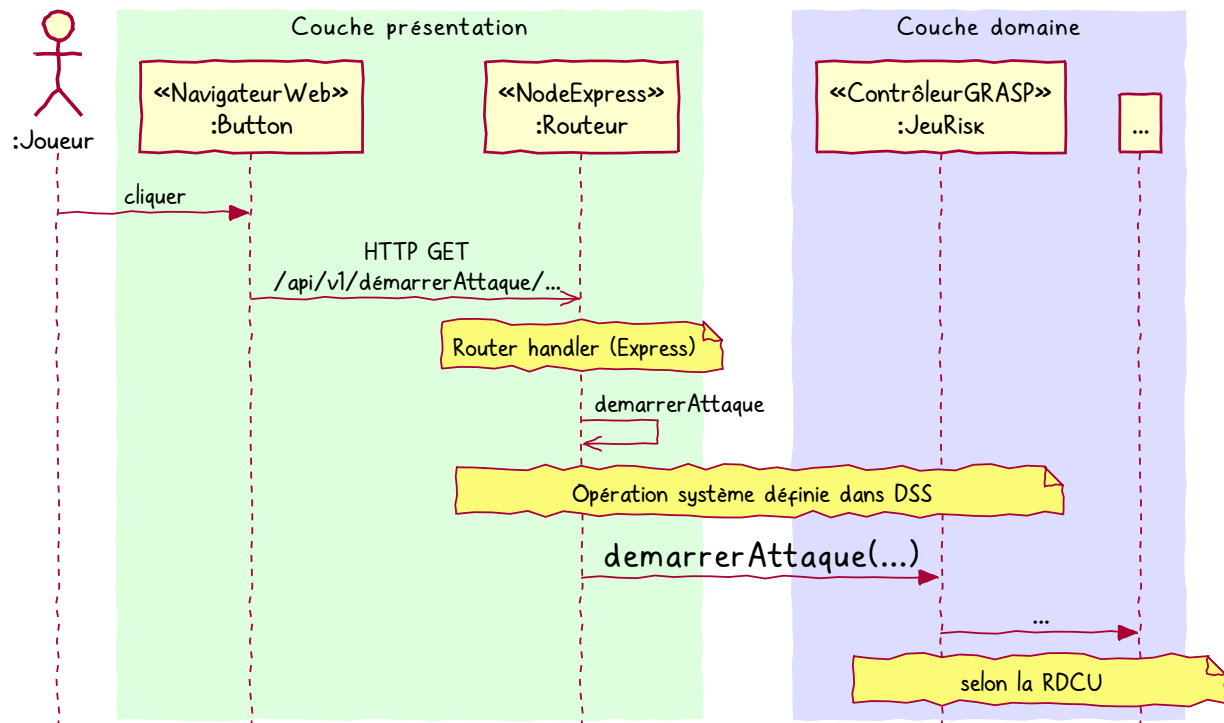 Couche présentation
Couche domaine
:Joueur
«NavigateurWeb»
:Button
«NodeExpress»
:Routeur
«ContrôleurGRASP»
:JeuRisk
...
cliquer
HTTP GET
/api/v1/démarrerAttaque/...
Router handler (Express)
demarrerAttaque
Opération système définie dans DSS
demarrerAttaque(...)
...
selon la RDCU